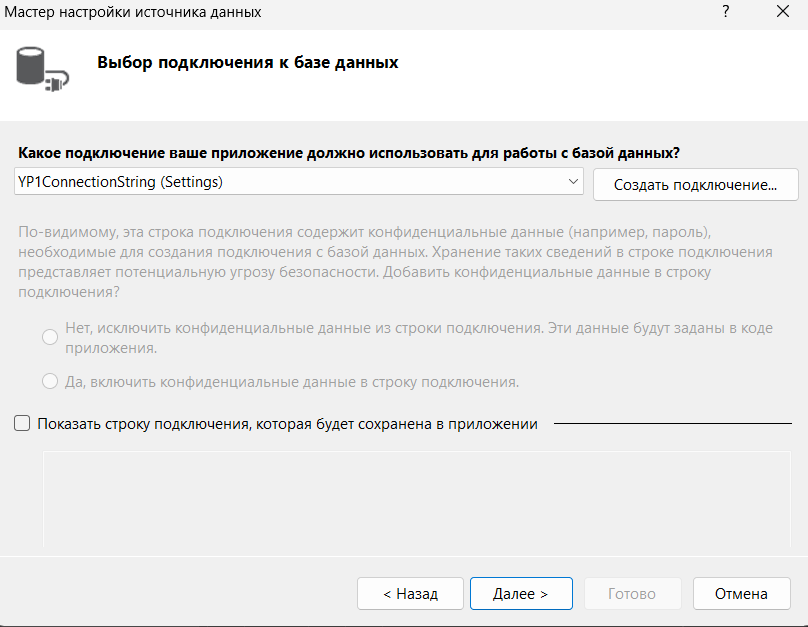 Мастер настройки источника данных
?
Выбор подключения к базе данных
Какое подключение ваше приложение должно использовать для работы с базой данных?
YP1ConnectionString (Settings)
Создать подключение...
По-видимому, эта строка подключения содержит конфиденциальные данные (например, пароль),
необходимые для создания подключения с базой данных. Хранение таких сведений в строке подключения
представляет потенциальную угрозу безопасности. Добавить конфиденциальные данные в строку
подключения?
Нет, исключить конфиденциальные данные из строки подключения. Эти данные будут заданы в коде
приложения.
Да, включить конфиденциальные данные в строку подключения.
Показать строку подключения, которая будет сохранена в приложении
< Назад
Далее >
Готово
Отмена